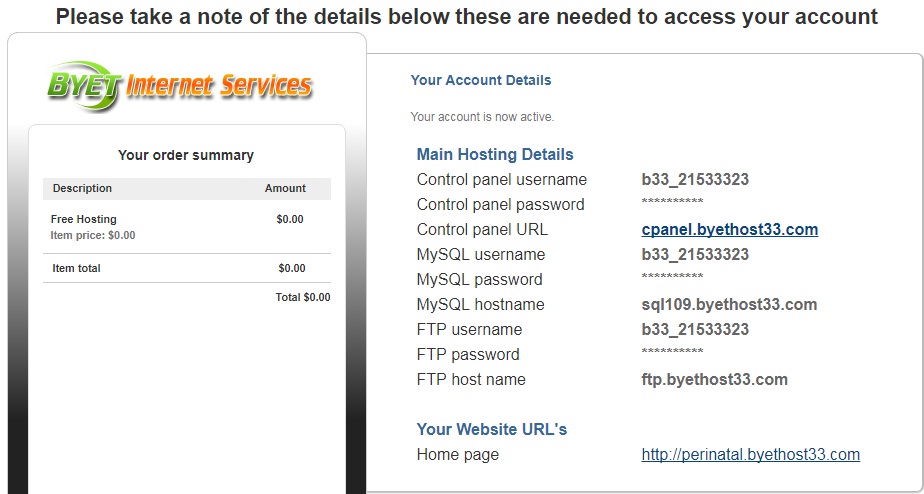 Please take a note of the details below these are needed to access your account
BYET Internet Services
Your order summary
Description Amount
Free Hosting $0.00
Item price: $0.00
Item total $0.00
Total $0.00
Your Account Details
Your account is now active.
Main Hosting Details
Control panel username b33_21533323
Control panel password **********
Control panel URL cpanel.byethost33.com
MySQL username b33_21533323
MySQL password **********
MySQL hostname sql109.byethost33.com
FTP username b33_21533323
FTP password **********
FTP host name ftp.byethost33.com
Your Website URL's
Home page http://perinatal.byethost33.com